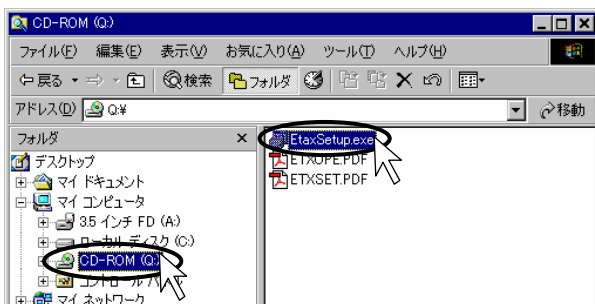 CD-ROM (Q:)
ファイル(F) 編集(E) 表示(V) お気に入り(A) ツール(T) ヘルプ(H)
戻る 検索 フォルダ
アドレス(D) Q:¥ 移動
フォルダ ×
デスクトップ
マイ ドキュメント
マイ コンピュータ
3.5 インチ FD (A:)
ローカル ディスク (C:)
CD-ROM (Q:)
コントロール
マイ ネットワーク
EtaxSetup.exe
ETXOPE.PDF
ETXSET.PDF